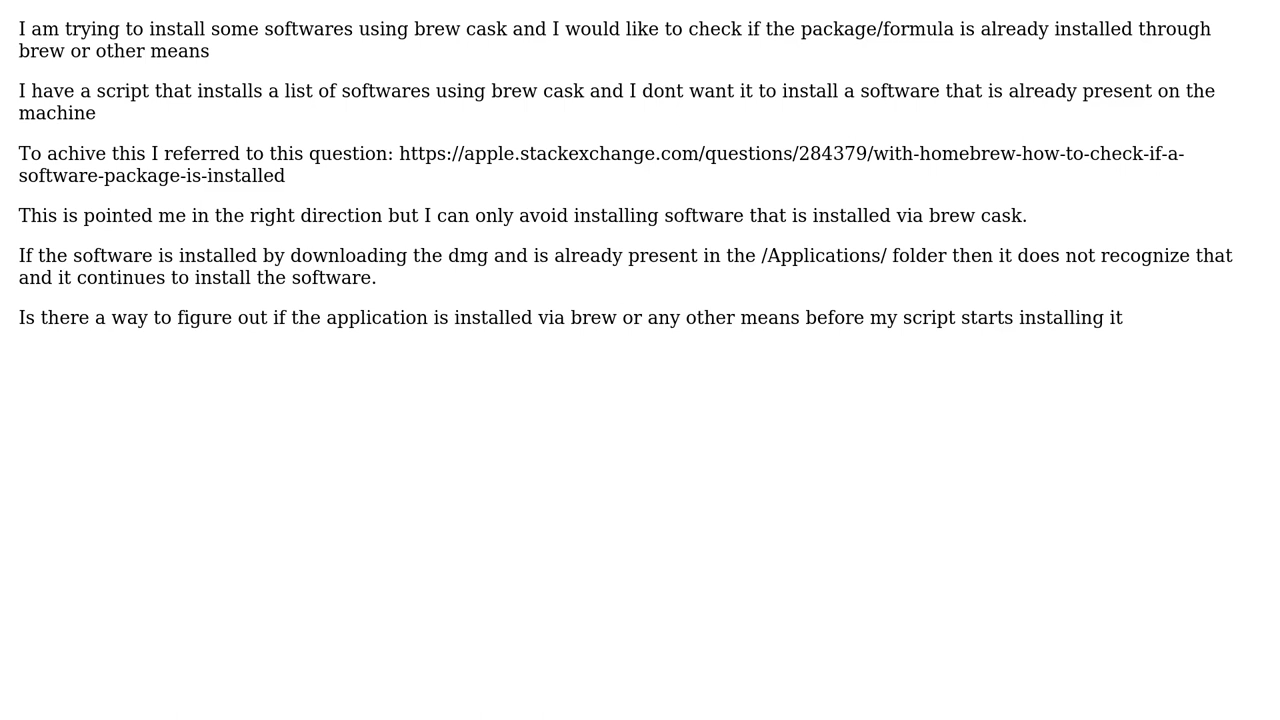 I am trying to install some softwares using brew cask and I would like to check if the package/formula is already installed through
brew or other means
I have a script that installs a list of softwares using brew cask and I dont want it to install a software that is already present on the
machine
To achive this I referred to this question: https://apple.stackexchange.com/questions/284379/with-homebrew-how-to-check-if-a-
software-package-is-installed
This is pointed me in the right direction but I can only avoid installing software that is installed via brew cask.
If the software is installed by downloading the dmg and is already present in the /Applications/ folder then it does not recognize that
and it continues to install the software.
Is there a way to figure out if the application is installed via brew or any other means before my script starts installing it